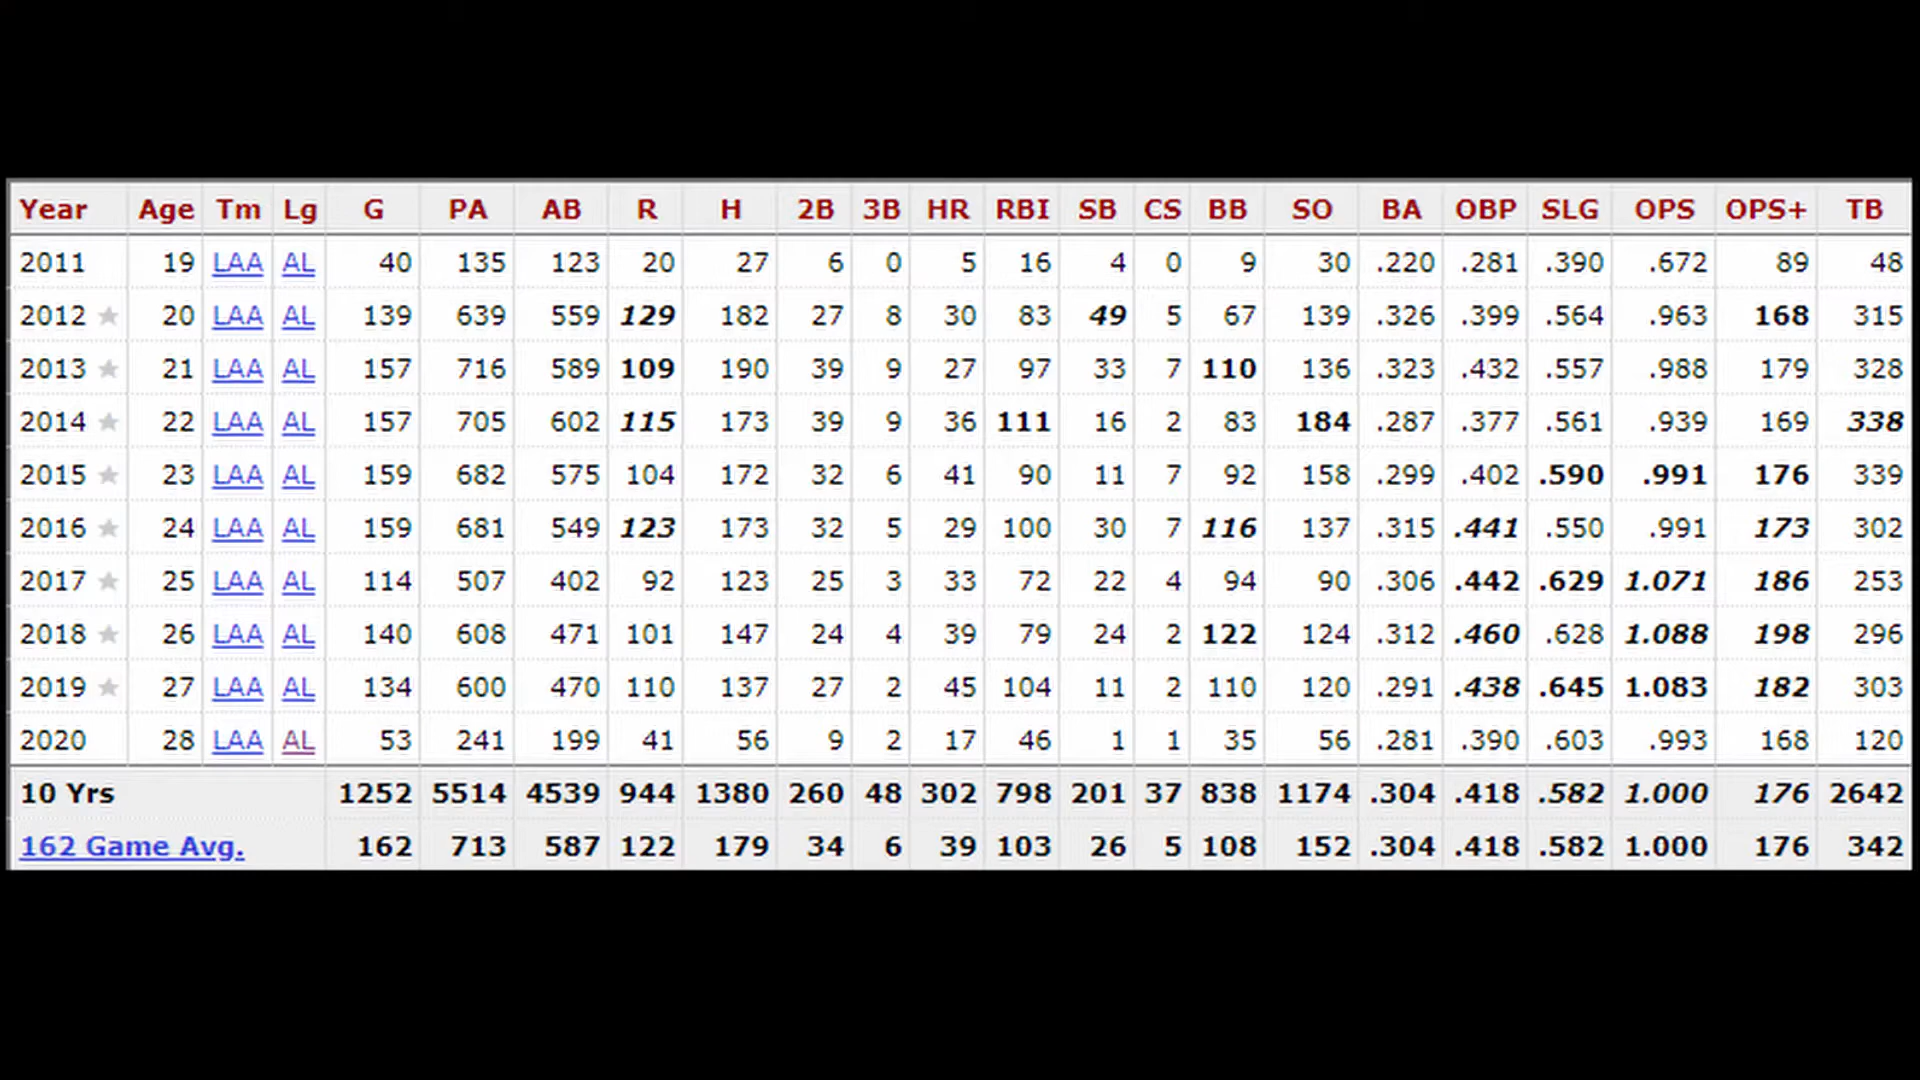 Year Age Tm Lg G PA AB R H 2B 3B HR RBI SB CS BB SO BA OBP SLG OPS OPS+ TB
2011 19 LAA AL 40 135 123 20 27 6 0 5 16 4 0 9 30 .220 .281 .390 .672 89 48
2012 ★ 20 LAA AL 139 639 559 129 182 27 8 30 83 49 5 67 139 .326 .399 .564 .963 168 315
2013 ★ 21 LAA AL 157 716 589 109 190 39 9 27 97 33 7 110 136 .323 .432 .557 .988 179 328
2014 ★ 22 LAA AL 157 705 602 115 173 39 9 36 111 16 2 83 184 .287 .377 .561 .939 169 338
2015 ★ 23 LAA AL 159 682 575 104 172 32 6 41 90 11 7 92 158 .299 .402 .590 .991 176 339
2016 ★ 24 LAA AL 159 681 549 123 173 32 5 29 100 30 7 116 137 .315 .441 .550 .991 173 302
2017 ★ 25 LAA AL 114 507 402 92 123 25 3 33 72 22 4 94 90 .306 .442 .629 1.071 186 253
2018 ★ 26 LAA AL 140 608 471 101 147 24 4 39 79 24 2 122 124 .312 .460 .628 1.088 198 296
2019 ★ 27 LAA AL 134 600 470 110 137 27 2 45 104 11 2 110 120 .291 .438 .645 1.083 182 303
2020 28 LAA AL 53 241 199 41 56 9 2 17 46 1 1 35 56 .281 .390 .603 .993 168 120
10 Yrs 1252 5514 4539 944 1380 260 48 302 798 201 37 838 1174 .304 .418 .582 1.000 176 2642
162 Game Avg. 162 713 587 122 179 34 6 39 103 26 5 108 152 .304 .418 .582 1.000 176 342